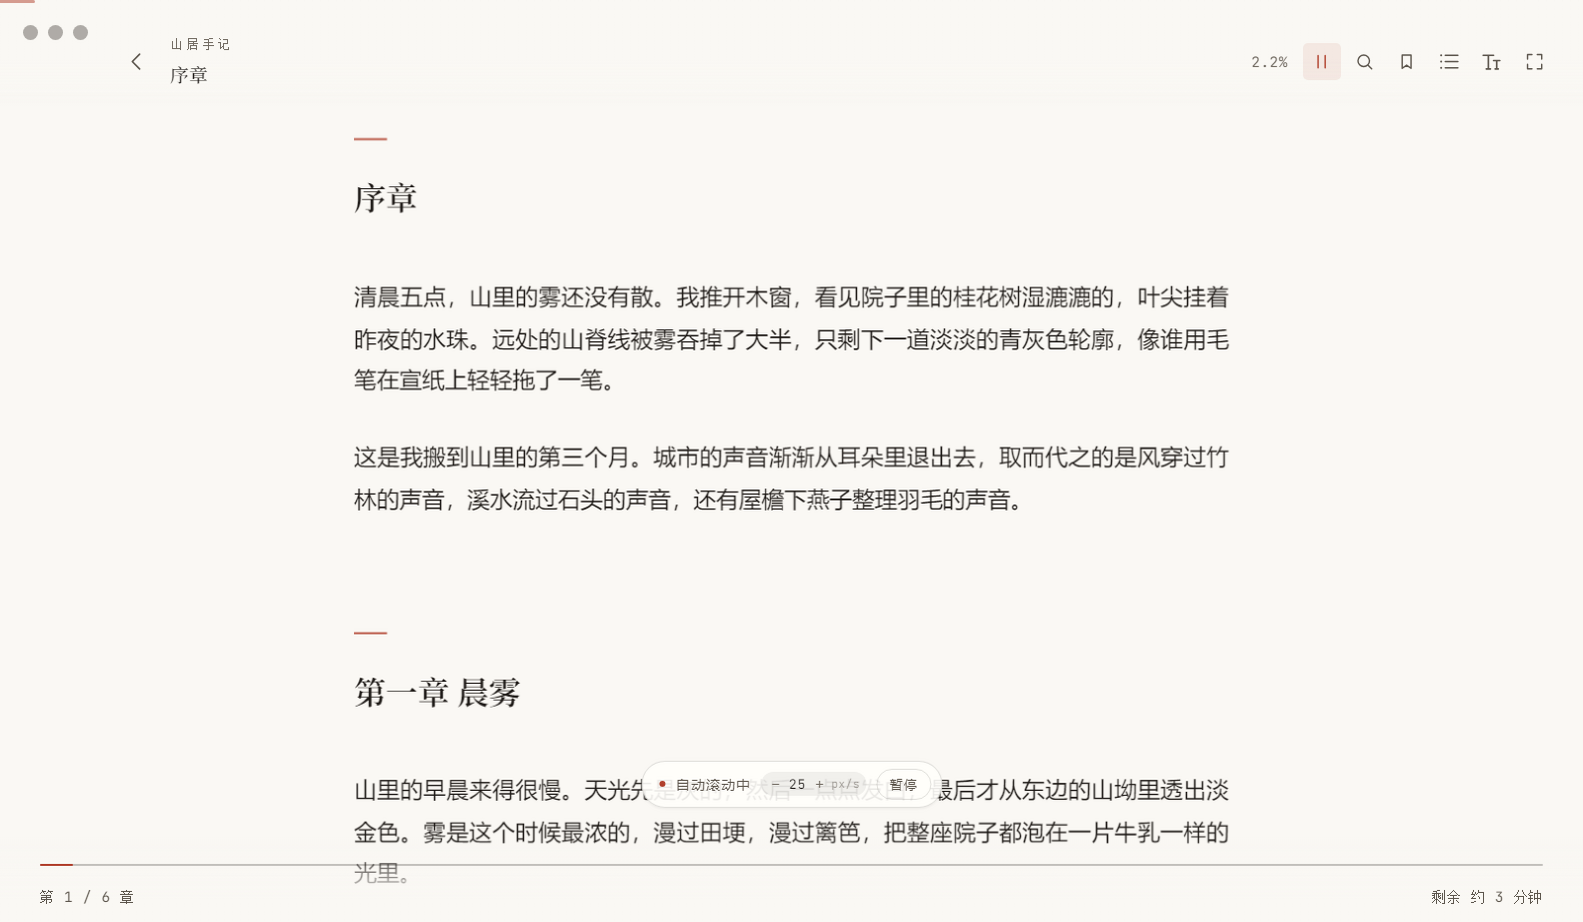 山居手记
序章
2.2%
序章
清晨五点，山里的雾还没有散。我推开木窗，看见院子里的桂花树湿漉漉的，叶尖挂着
昨夜的水珠。远处的山脊线被雾吞掉了大半，只剩下一道淡淡的青灰色轮廓，像谁用毛
笔在宣纸上轻轻拖了一笔。
这是我搬到山里的第三个月。城市的声音渐渐从耳朵里退出去，取而代之的是风穿过竹
林的声音，溪水流过石头的声音，还有屋檐下燕子整理羽毛的声音。
第一章 晨雾
山里的早晨来得很慢。天光先是灰的，然后一点点发白，最后才从东边的山坳里透出淡
自动滚动中 − 25 + px/s 暂停
金色。雾是这个时候最浓的，漫过田埂，漫过篱笆，把整座院子都泡在一片牛乳一样的
光里。
第 1 / 6 章
剩余 约 3 分钟